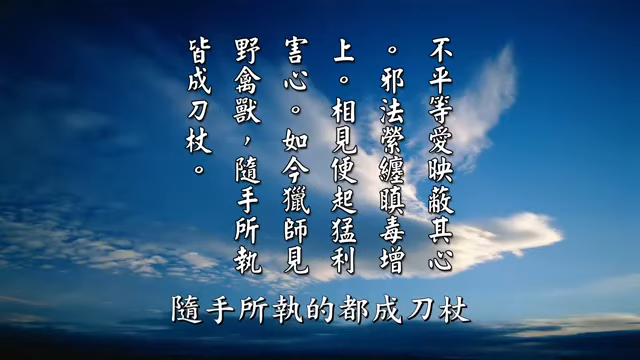 不平等愛映蔽其心
。邪法縈纏瞋毒增
上。相見便起猛利
害心。如今獵師見
野禽獸，隨手所執
皆成刀杖。
隨手所執的都成刀杖